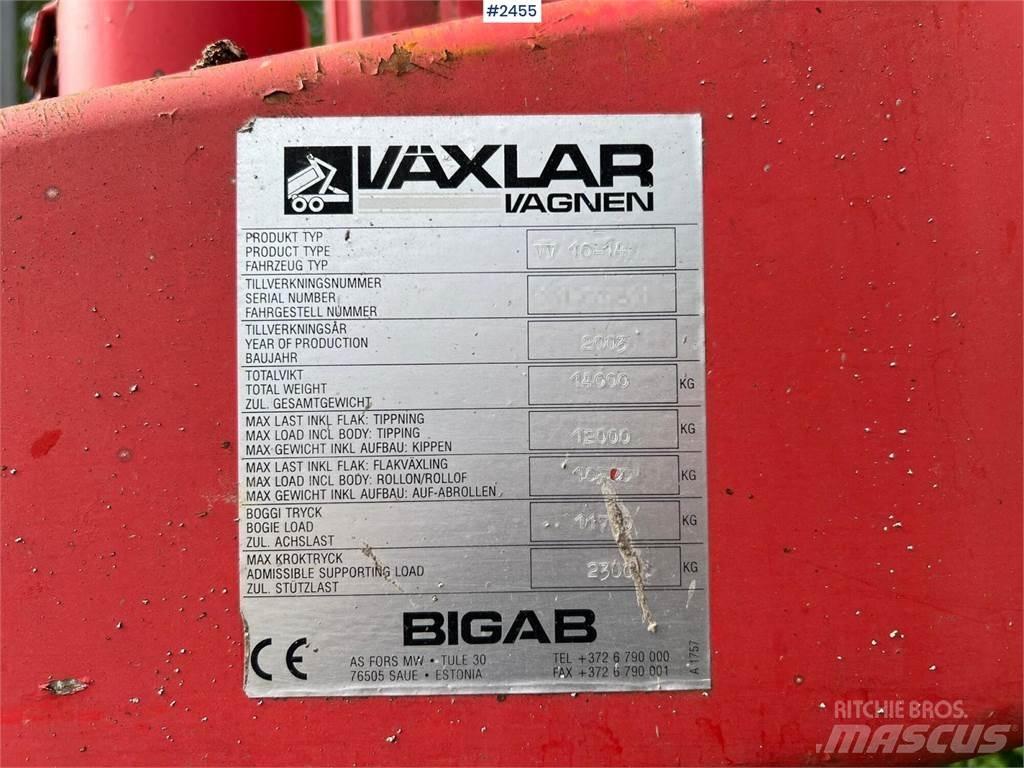 #2455
VÄXLAR
VAGNEN
PRODUKT TYP
PRODUCT TYPE
FAHRZEUG TYP
10-14
TILLVERKNINGSNUMMER
SERIAL NUMBER
FAHRGESTELL NUMMER
TILLVERKNINGSÅR
YEAR OF PRODUCTION
BAUJAHR
2003
TOTALVIKT
TOTAL WEIGHT
ZUL. GESAMTGEWICHT
14000 KG
MAX LAST INKL FLAK: TIPPNING
MAX LOAD INCL BODY: TIPPING
MAX GEWICHT INKL AUFBAU: KIPPEN
12000 KG
MAX LAST INKL FLAK: FLAKVÄXLING
MAX LOAD INCL BODY: ROLLON/ROLLOF
MAX GEWICHT INKL AUFBAU: AUF-ABROLLEN
KG
BOGGI TRYCK
BOGIE LOAD
ZUL. ACHSLAST
KG
MAX KROKTRYCK
ADMISSIBLE SUPPORTING LOAD
ZUL. STÜTZLAST
2300 KG
BIGAB
CE
AS FORS MW • TULE 30
76505 SAUE • ESTONIA
TEL +372 6 790 000
FAX +372 6 790 001
A 1757
RITCHIE BROS.
MASCUS